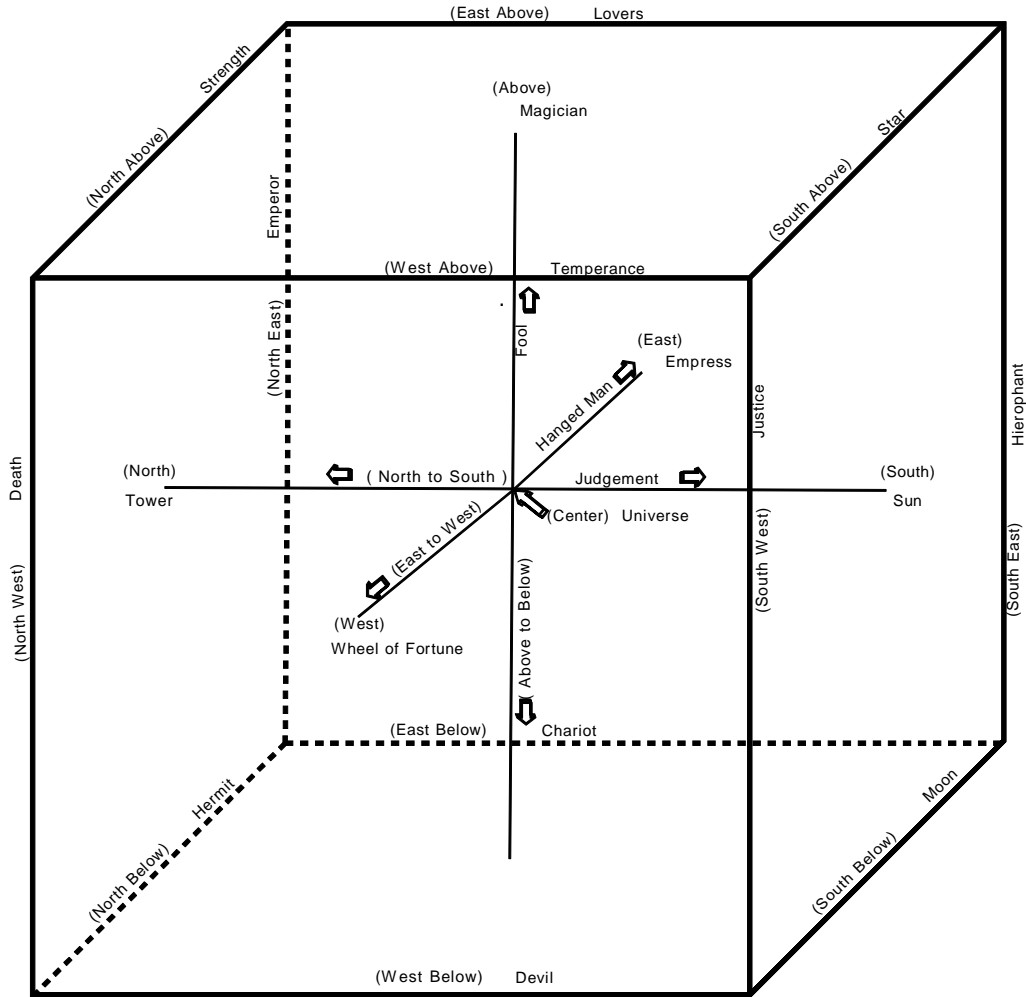 (East Above) Lovers
Strength
(North Above)
(Above)
Magician
Star
(South Above)
Emperor
(North East)
(West Above) Temperance
Fool
(East)
Empress
Hanged Man
Justice
Hierophant
Death
(North)
Tower
( North to South )
Judgement
(South)
Sun
(Center) Universe
(East to West)
(South West)
(South East)
(North West)
(West)
Wheel of Fortune
( Above to Below)
(East Below) Chariot
Hermit
(North Below)
Moon
(South Below)
(West Below) Devil